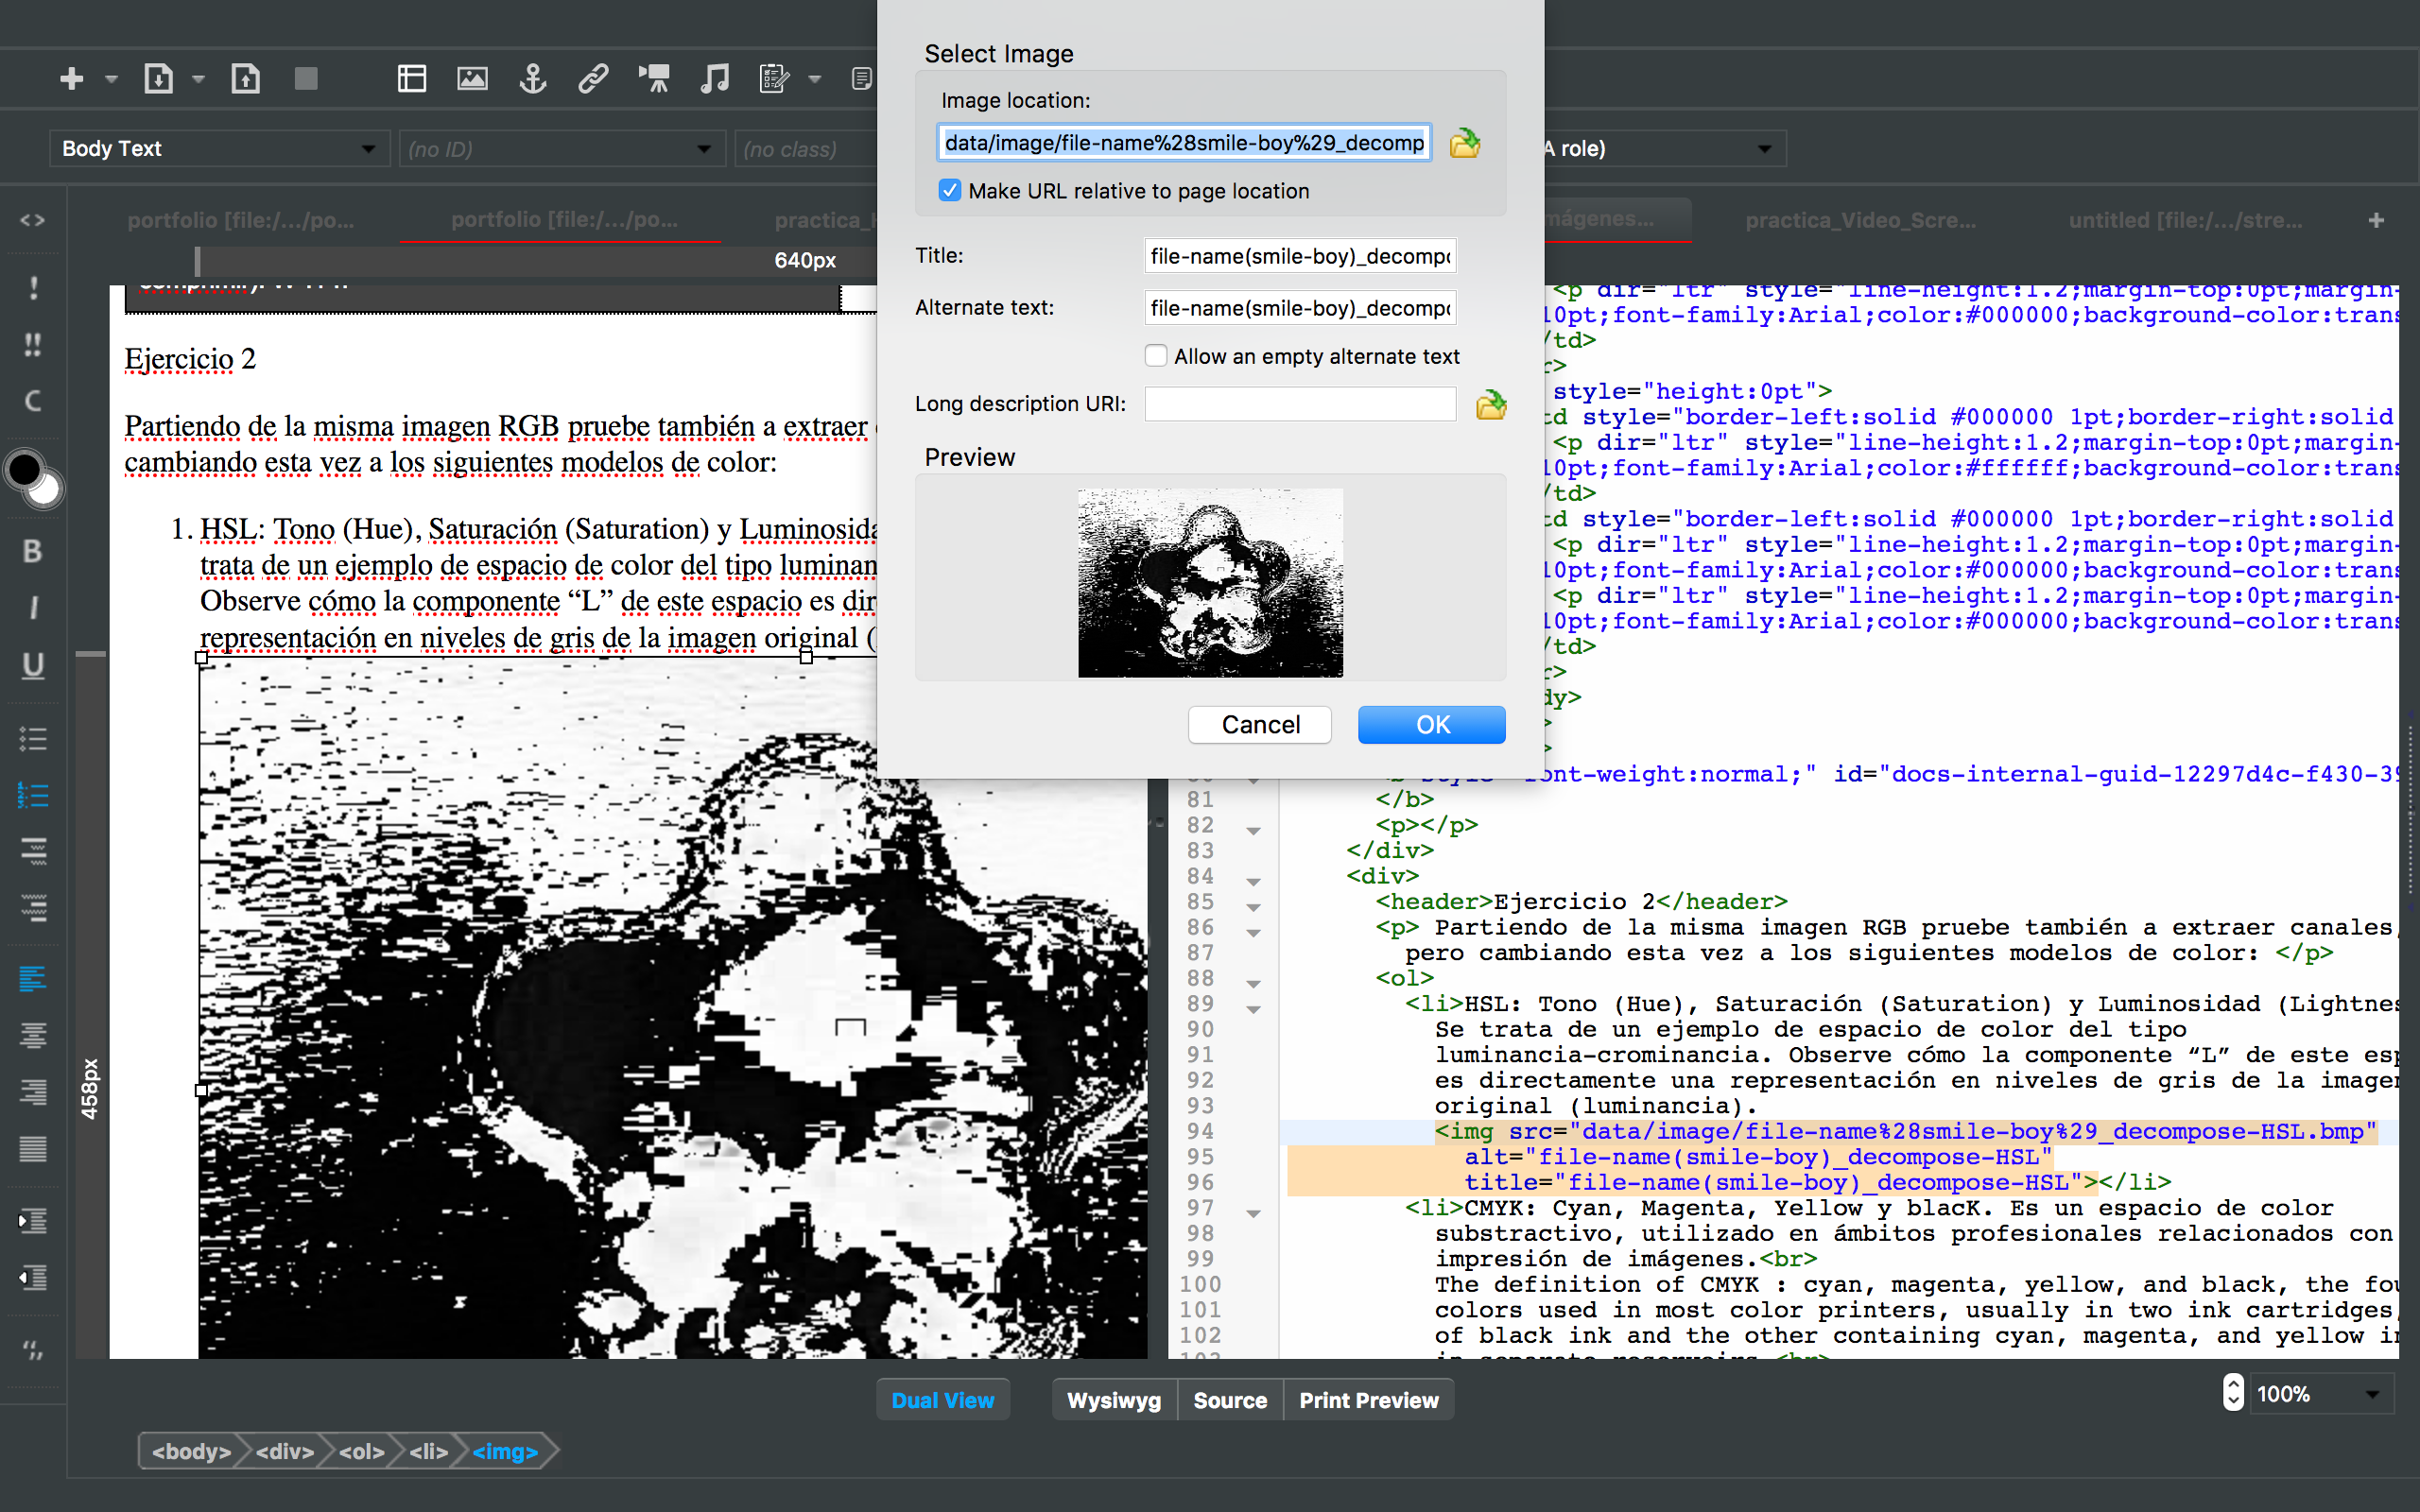 Select Image
Image location:
data/image/file-name%28smile-boy%29_decomp
Make URL relative to page location
Title:
file-name(smile-boy)_decompo
Alternate text:
file-name(smile-boy)_decompo
Allow an empty alternate text
Long description URI:
Preview
Cancel
OK
Body Text
(no ID)
(no class)
A role)
portfolio [file:/.../po...
portfolio [file:/.../po...
practica_H
mágenes...
practica_Video_Scre...
untitled [file:/.../stre...
640px
458px
Ejercicio 2
Partiendo de la misma imagen RGB pruebe también a extraer
cambiando esta vez a los siguientes modelos de color:
1. HSL: Tono (Hue), Saturación (Saturation) y Luminosida
trata de un ejemplo de espacio de color del tipo luminan
Observe cómo la componente “L” de este espacio es dir
representación en niveles de gris de la imagen original (
<p dir="ltr" style="line-height:1.2;margin-top:0pt;margin-
10pt;font-family:Arial;color:#000000;background-color:trans
/td>
r>
style="height:0pt">
td style="border-left:solid #000000 1pt;border-right:solid
<p dir="ltr" style="line-height:1.2;margin-top:0pt;margin-
10pt;font-family:Arial;color:#ffffff;background-color:trans
/td>
td style="border-left:solid #000000 1pt;border-right:solid
<p dir="ltr" style="line-height:1.2;margin-top:0pt;margin-
10pt;font-family:Arial;color:#000000;background-color:trans
<p dir="ltr" style="line-height:1.2;margin-top:0pt;margin-
10pt;font-family:Arial;color:#000000;background-color:trans
/td>
r>
dy>
>
>
font-weight:normal;" id="docs-internal-guid-12297d4c-f430-39
81 </b>
82 <p></p>
83 </div>
84 <div>
85 <header>Ejercicio 2</header>
86 <p> Partiendo de la misma imagen RGB pruebe también a extraer canales,
87 pero cambiando esta vez a los siguientes modelos de color: </p>
88 <ol>
89 <li>HSL: Tono (Hue), Saturación (Saturation) y Luminosidad (Lightnes
90 Se trata de un ejemplo de espacio de color del tipo
91 luminancia-crominancia. Observe cómo la componente “L” de este esp
92 es directamente una representación en niveles de gris de la imagen
93 original (luminancia).
94 <img src="data/image/file-name%28smile-boy%29_decompose-HSL.bmp"
95 alt="file-name(smile-boy)_decompose-HSL"
96 title="file-name(smile-boy)_decompose-HSL"></li>
97 <li>CMYK: Cyan, Magenta, Yellow y blacK. Es un espacio de color
98 substractivo, utilizado en ámbitos profesionales relacionados con
99 impresión de imágenes.<br>
100 The definition of CMYK : cyan, magenta, yellow, and black, the fou
101 colors used in most color printers, usually in two ink cartridges,
102 of black ink and the other containing cyan, magenta, and yellow in
103 in separate reservoirs.<br>
Dual View
Wysiwyg
Source
Print Preview
100%
<body> <div> <ol> <li> <img>